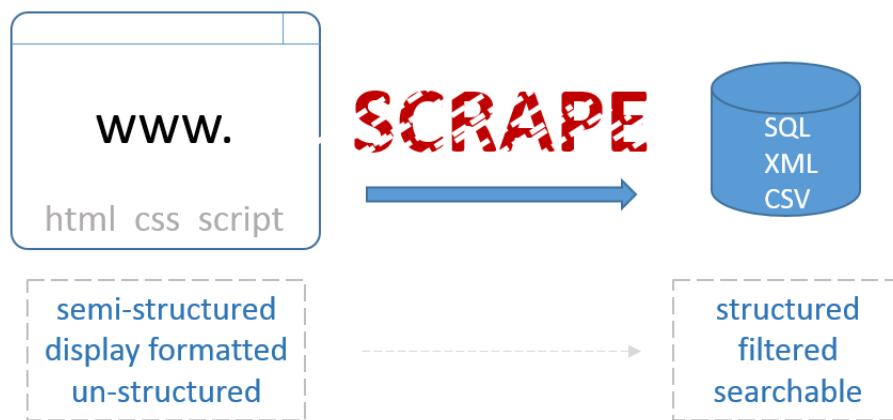 www.
html css script
SCRAPE
SQL
XML
CSV
semi-structured
display formatted
un-structured
structured
filtered
searchable